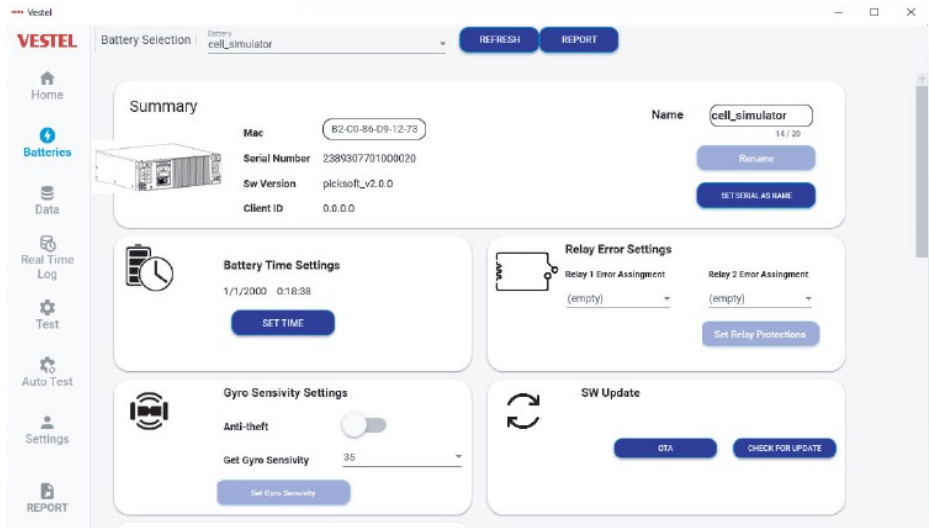 Vestel
VESTEL
Battery Selection
Battery
cell_simulator
REFRESH
REPORT
Home
Batteries
Data
Real Time
Log
Test
Auto Test
Settings
REPORT
Summary
Mac
B2-C0-86-D9-12-73
Serial Number
2389307701000020
Sw Version
picksoft_v2.0.0
Client ID
0.0.0.0
Name
cell_simulator
14 / 20
Rename
SET SERIAL AS NAME
Battery Time Settings
1/1/2000 0:18:38
SET TIME
Relay Error Settings
Relay 1 Error Assingment
Relay 2 Error Assingment
(empty)
(empty)
Set Relay Protections
Gyro Sensivity Settings
Anti-theft
Get Gyro Sensivity
35
Set Gyro Sensivity
SW Update
OTA
CHECK FOR UPDATE